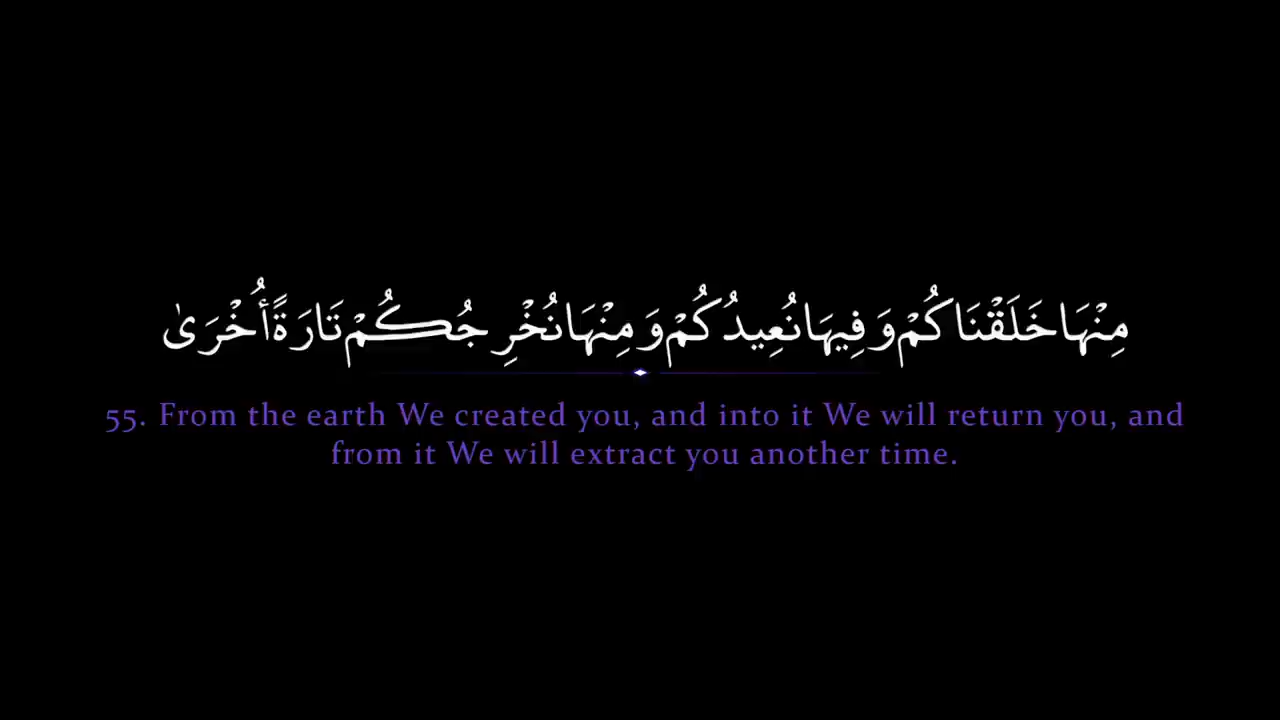 مِنْهَا خَلَقْنَاكُمْ وَفِيهَا نُعِيدُكُمْ وَمِنْهَا نُخْرِجُكُمْ تَارَةً أُخْرَىٰ
55. From the earth We created you, and into it We will return you, and
from it We will extract you another time.